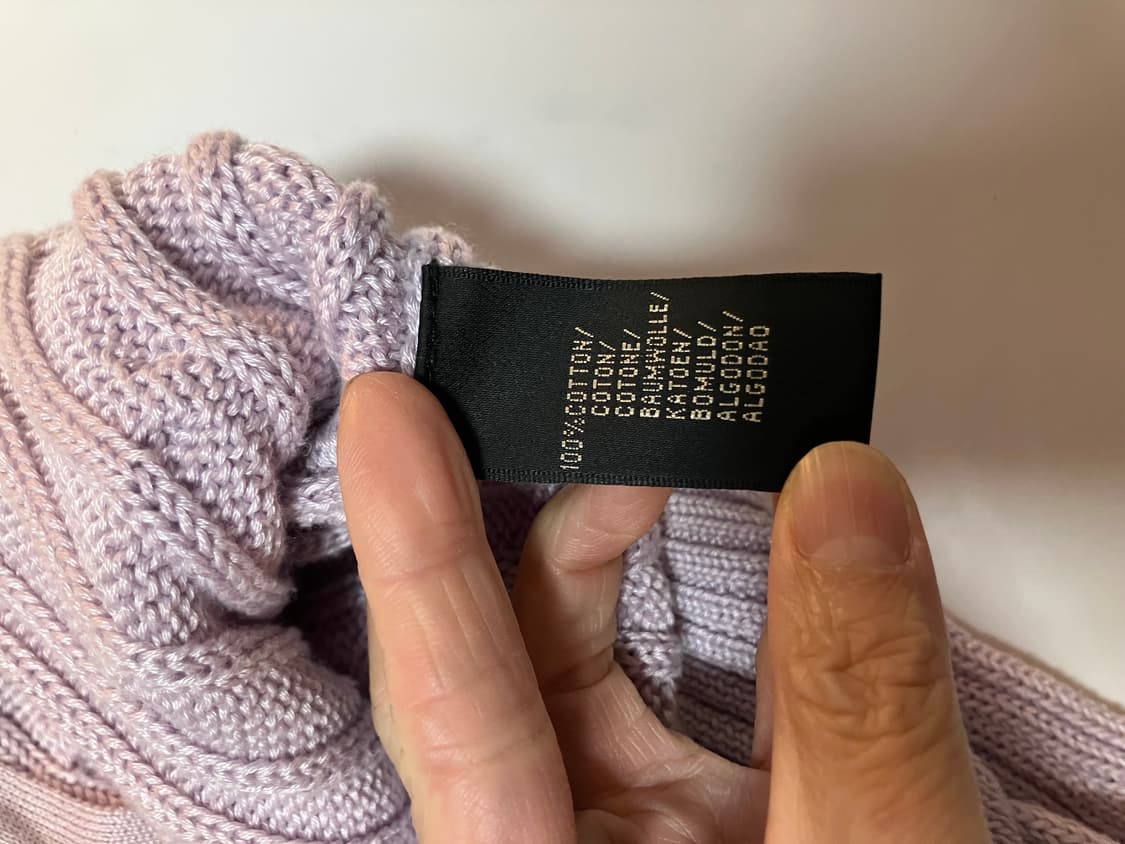 100%COTTON/
COTON/
COTONE/
BAUMWOLLE/
KATOEN/
BOMULD/
ALGODON/
ALGODAO